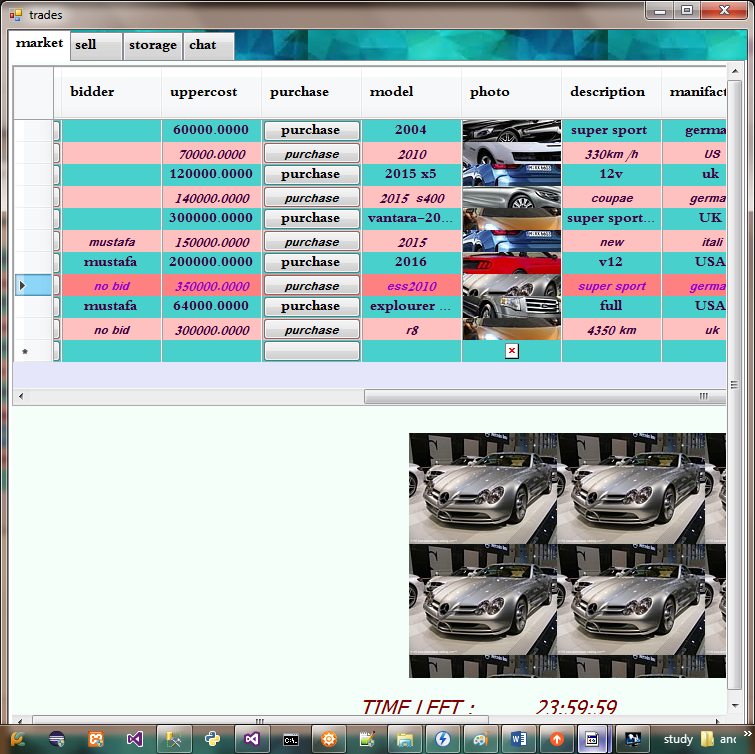 trades
market sell storage chat
bidder uppercost purchase model photo description manifact
60000.0000 purchase 2004 super sport germa
70000.0000 purchase 2010 330km /h US
120000.0000 purchase 2015 x5 12v uk
140000.0000 purchase 2015 s400 coupae germa
300000.0000 purchase vantara-20... super sport... UK
mustafa 150000.0000 purchase 2015 new itali
mustafa 200000.0000 purchase 2016 v12 USA
no bid 350000.0000 purchase ess2010 super sport germa
mustafa 64000.0000 purchase explourer ... full USA
no bid 300000.0000 purchase r8 4350 km uk
TIME LEFT : 23:59:59
study and